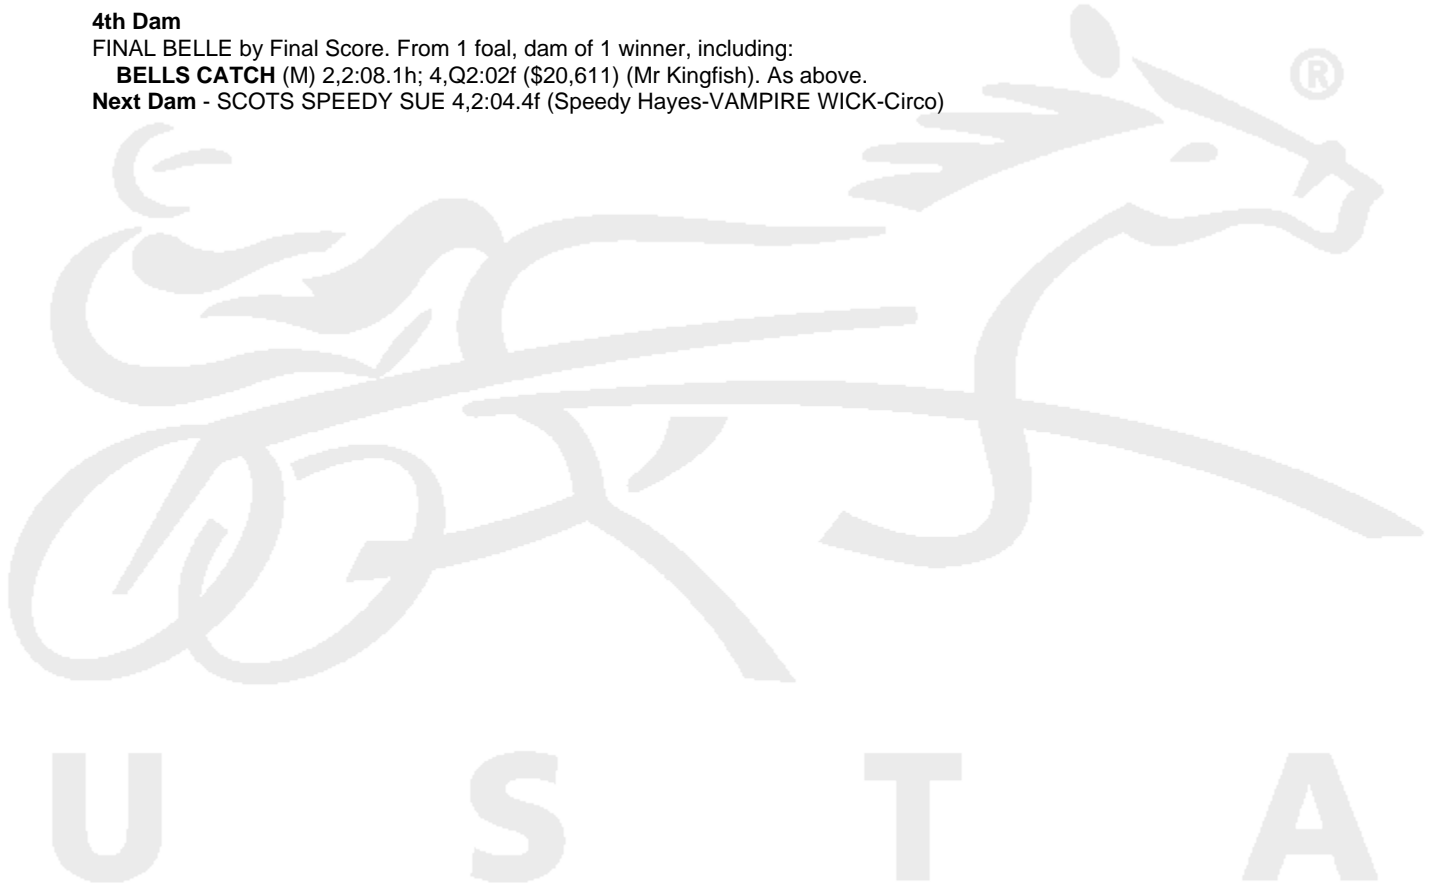 4th Dam
FINAL BELLE by Final Score. From 1 foal, dam of 1 winner, including:
BELLS CATCH (M) 2,2:08.1h; 4,Q2:02f ($20,611) (Mr Kingfish). As above.
Next Dam - SCOTS SPEEDY SUE 4,2:04.4f (Speedy Hayes-VAMPIRE WICK-Circo)
®
U S T A